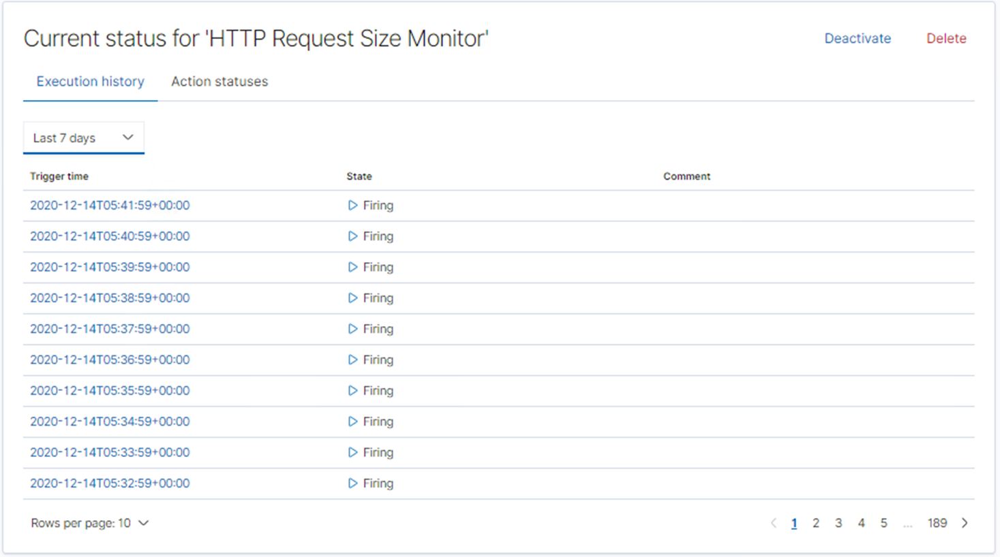 Current status for 'HTTP Request Size Monitor' Deactivate Delete
Execution history Action statuses
Last 7 days
Trigger time State Comment
2020-12-14T05:41:59+00:00 Firing
2020-12-14T05:40:59+00:00 Firing
2020-12-14T05:39:59+00:00 Firing
2020-12-14T05:38:59+00:00 Firing
2020-12-14T05:37:59+00:00 Firing
2020-12-14T05:36:59+00:00 Firing
2020-12-14T05:35:59+00:00 Firing
2020-12-14T05:34:59+00:00 Firing
2020-12-14T05:33:59+00:00 Firing
2020-12-14T05:32:59+00:00 Firing
Rows per page: 10 1 2 3 4 5 ... 189